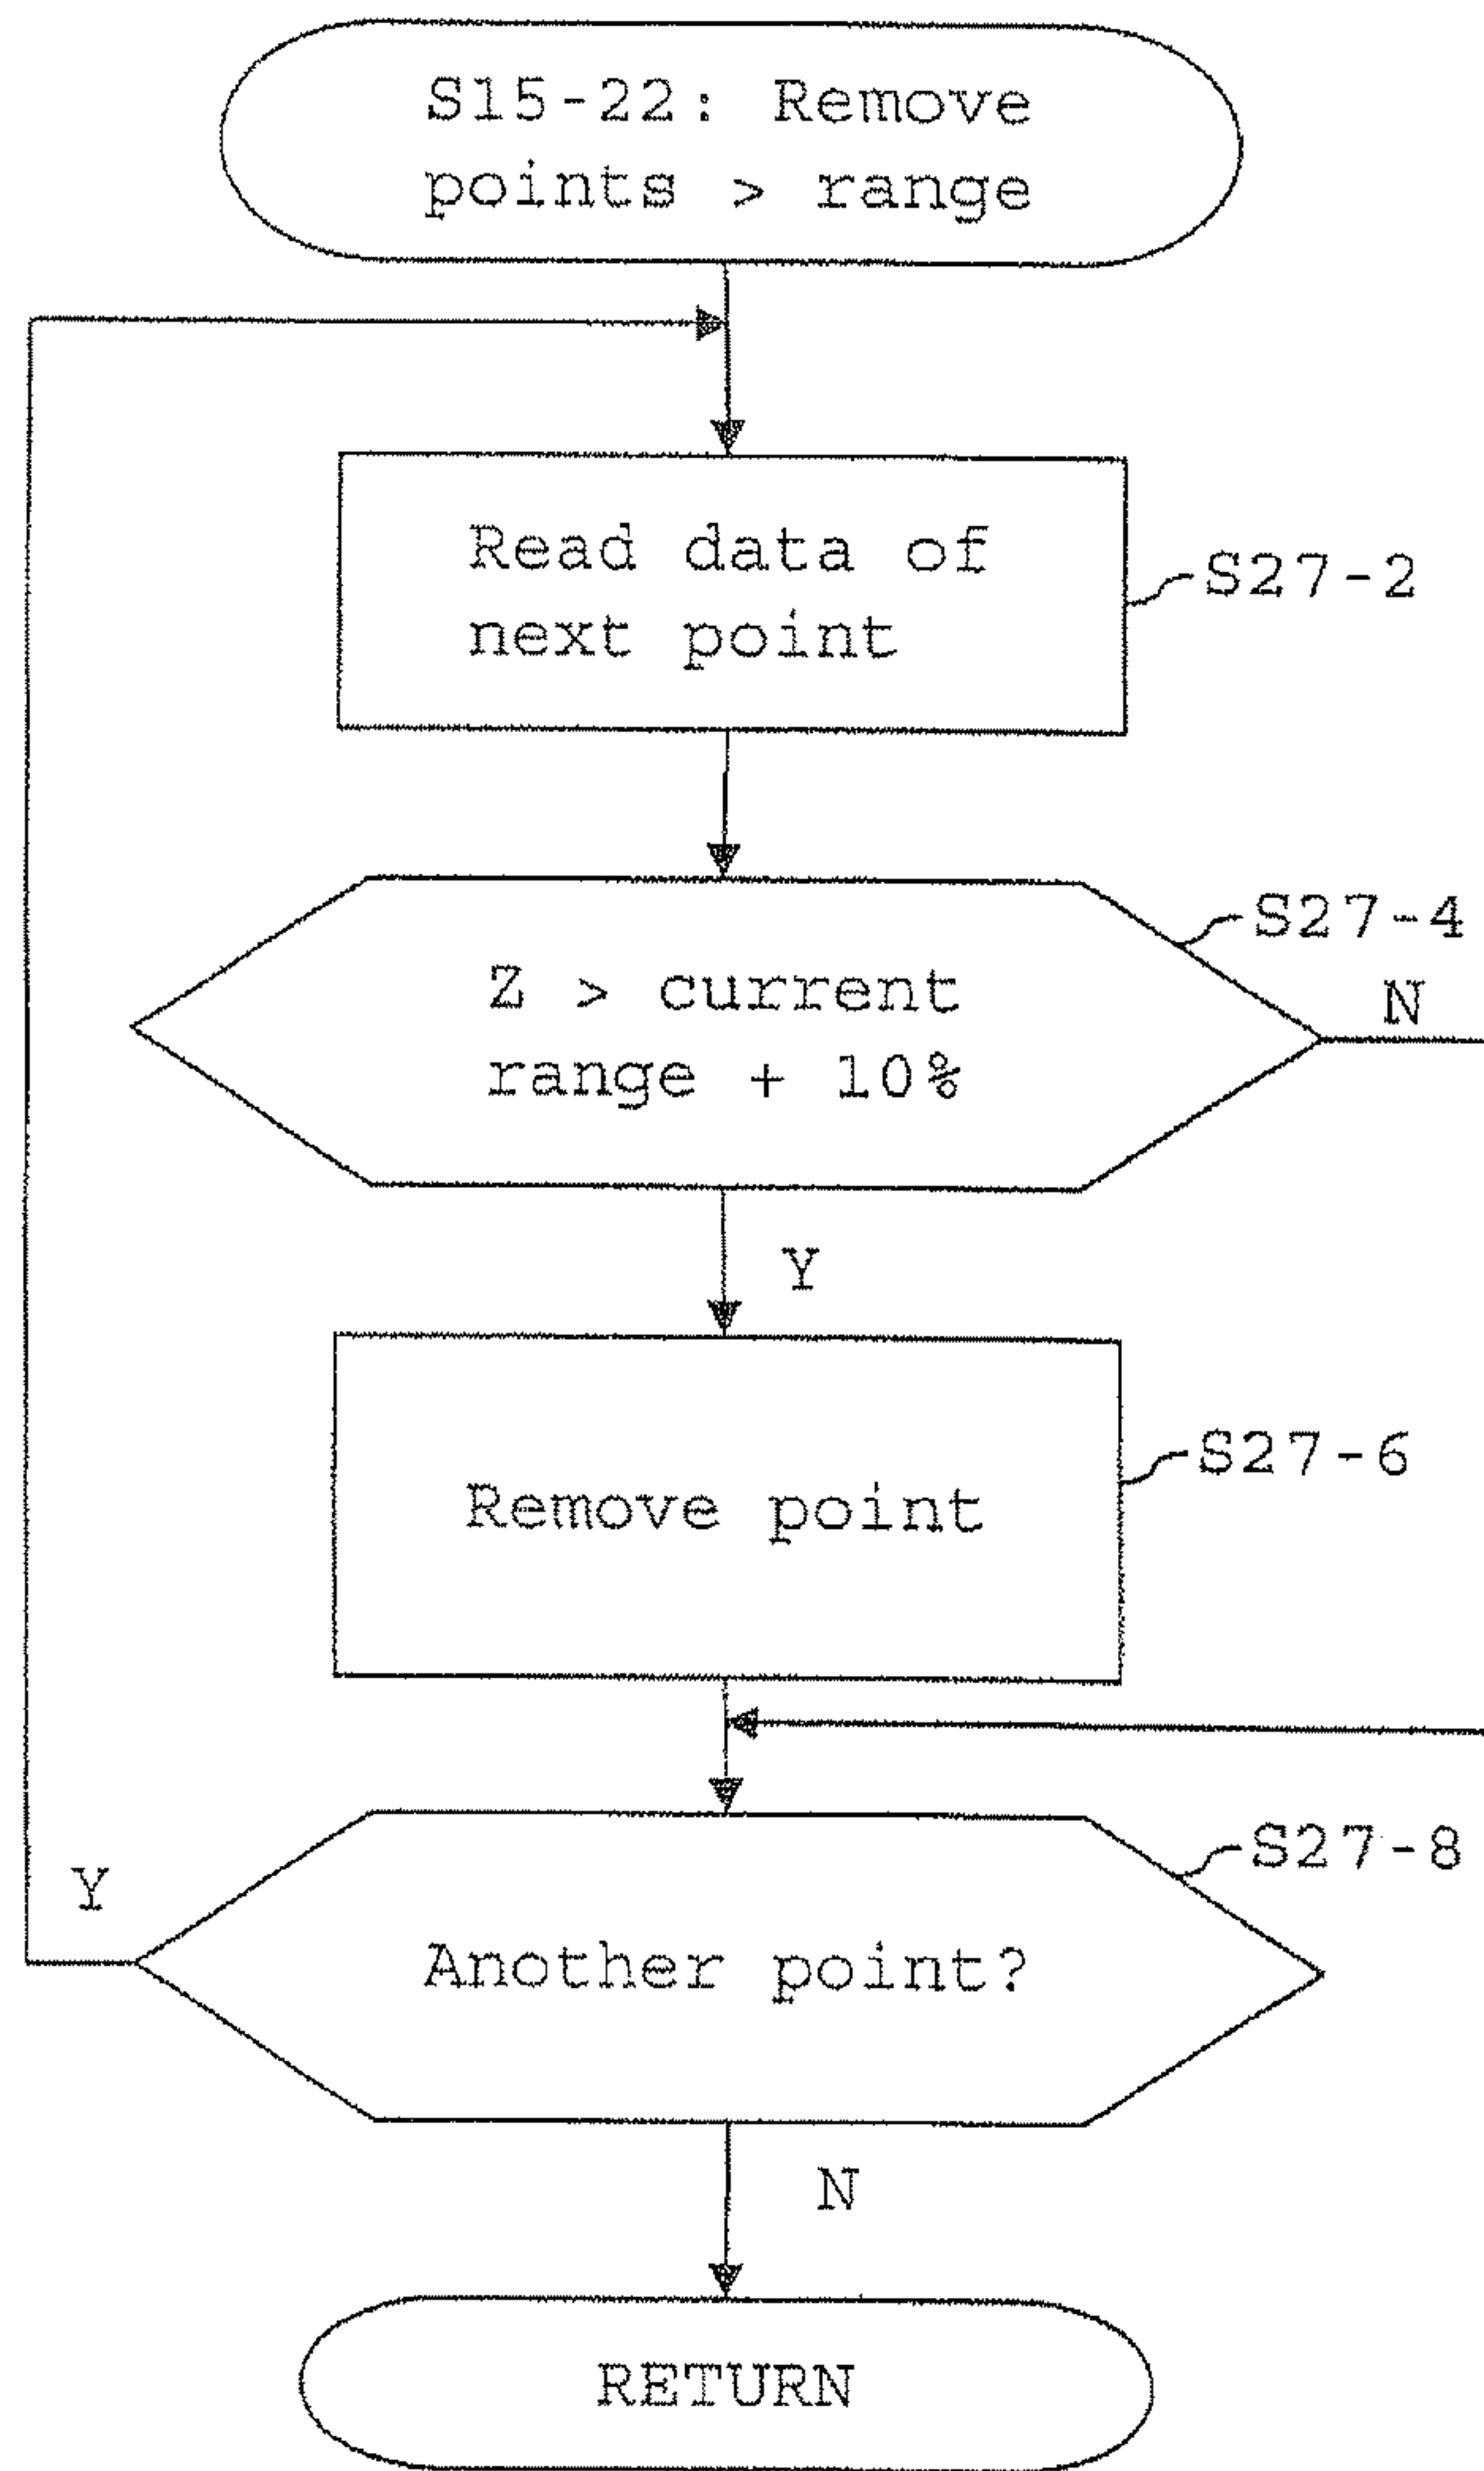 S15-22: Remove
points > range
Read data of
next point
S27-2
S27-4
Z > current
range + 10%
N
Y
Remove point
S27-6
S27-8
Y
Another point?
N
RETURN